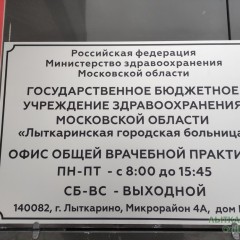 Российская федерация
Министерство здравоохранения
Московской области
ГОСУДАРСТВЕННОЕ БЮДЖЕТНОЕ
УЧРЕЖДЕНИЕ ЗДРАВООХРАНЕНИЯ
МОСКОВСКОЙ ОБЛАСТИ
«Лыткаринская городская больница
ОФИС ОБЩЕЙ ВРАЧЕБНОЙ ПРАКТИ
ПН-ПТ - с 8:00 до 15:45
СБ-ВС - ВЫХОДНОЙ
140082, г. Лыткарино, Микрорайон 4А, дом